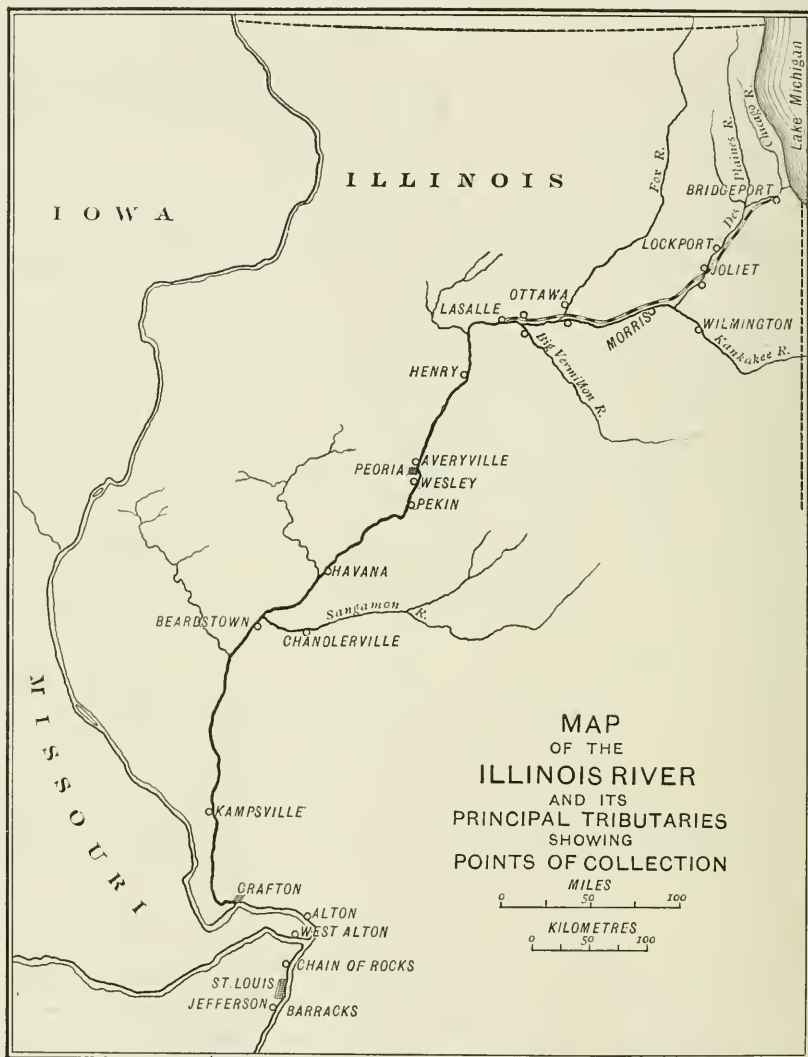 Lake Michigan
Chicago R.
Des Plaines R.
Fox R.
ILLINOIS
IOWA
BRIDGEPORT
LOCKPORT
JOLIET
OTTAWA
LASALLE
MORRIS
WILMINGTON
Kankakee R.
Big Vermilion R.
HENRY
AVERYVILLE
PEORIA
WESLEY
PEKIN
HAVANA
Sangamon R.
BEARDSTOWN
CHANDLERVILLE
MISSOURI
MAP
OF THE
ILLINOIS RIVER
AND ITS
PRINCIPAL TRIBUTARIES
SHOWING
POINTS OF COLLECTION
MILES
0 50 100
KILOMETRES
0 50 100
KAMPSVILLE
GRAFTON
ALTON
WEST ALTON
CHAIN OF ROCKS
ST. LOUIS
JEFFERSON BARRACKS